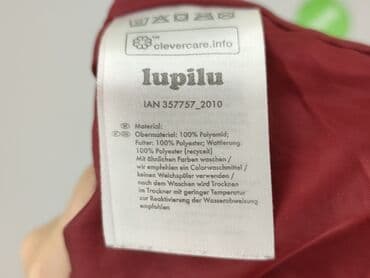 clevercare.info
lupilu
IAN 357757_2010
Material:
Obermaterial: 100% Polyamid;
Futter: 100% Polyester; Wattierung:
100% Polyester (recycelt)
Mit ähnlichen Farben waschen /
wir empfehlen ein Colorwaschmittel /
keinen Weichspüler verwenden /
nach dem Waschen wird Trocknen
im Trockner mit geringer Temperatur
zur Reaktivierung der Wasserabweisung
empfohlen